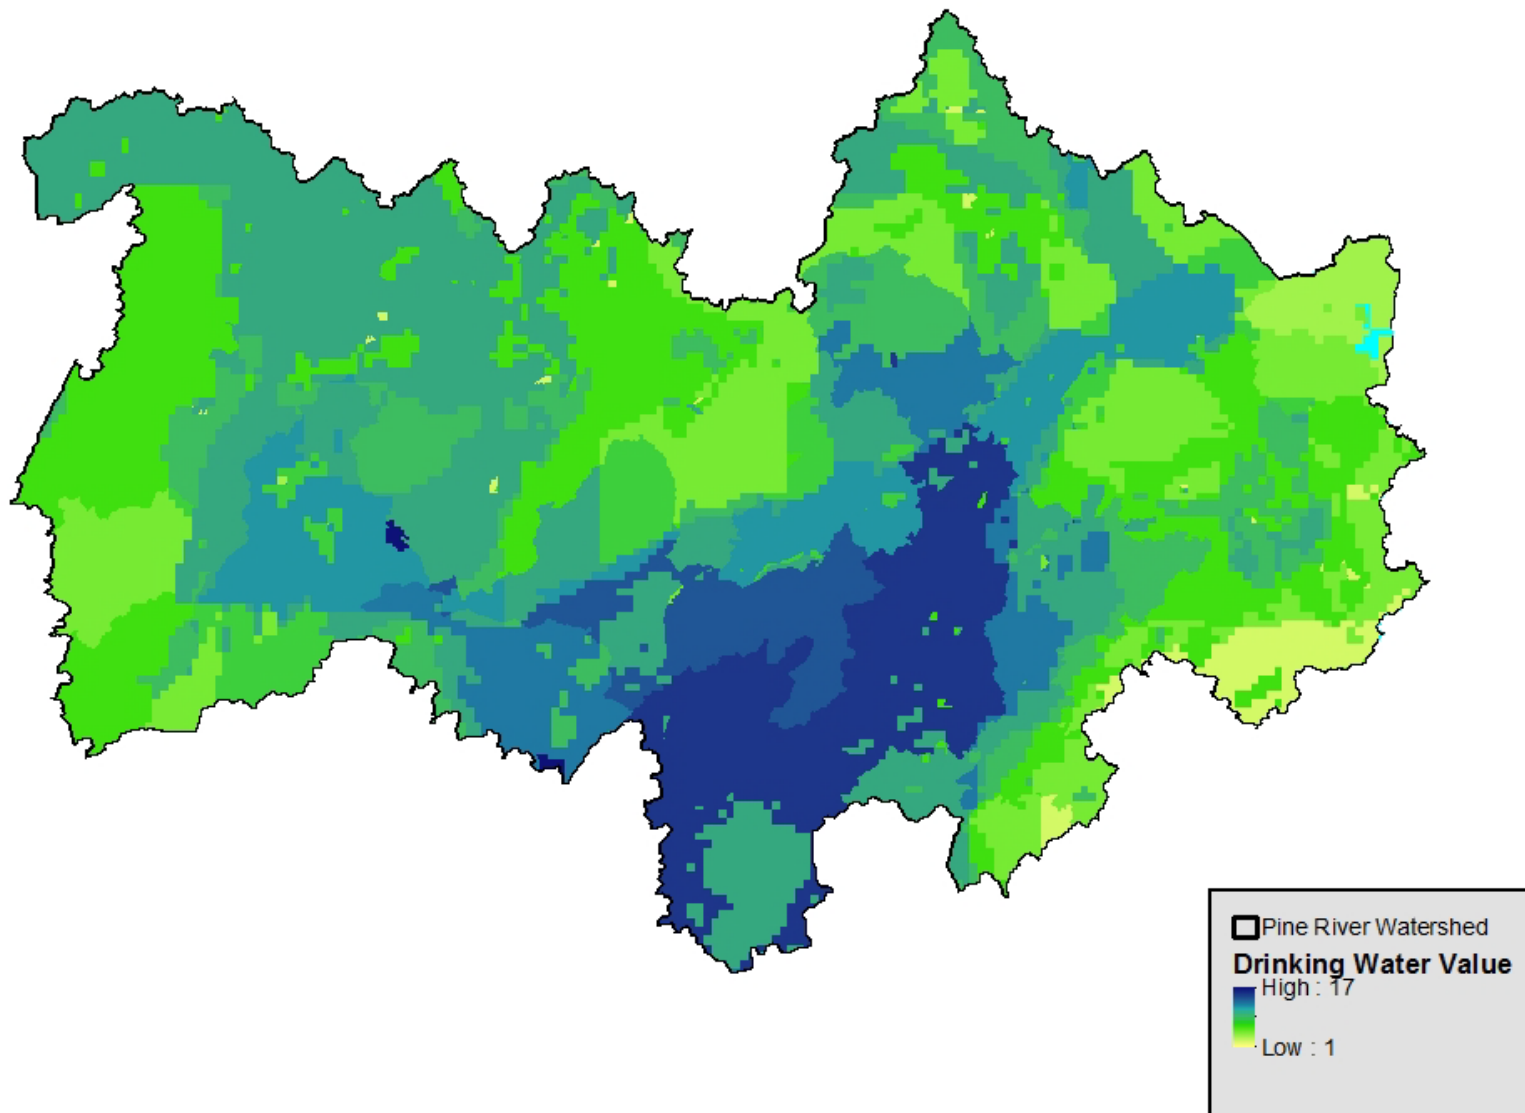 Pine River Watershed
Drinking Water Value
High : 17
Low : 1